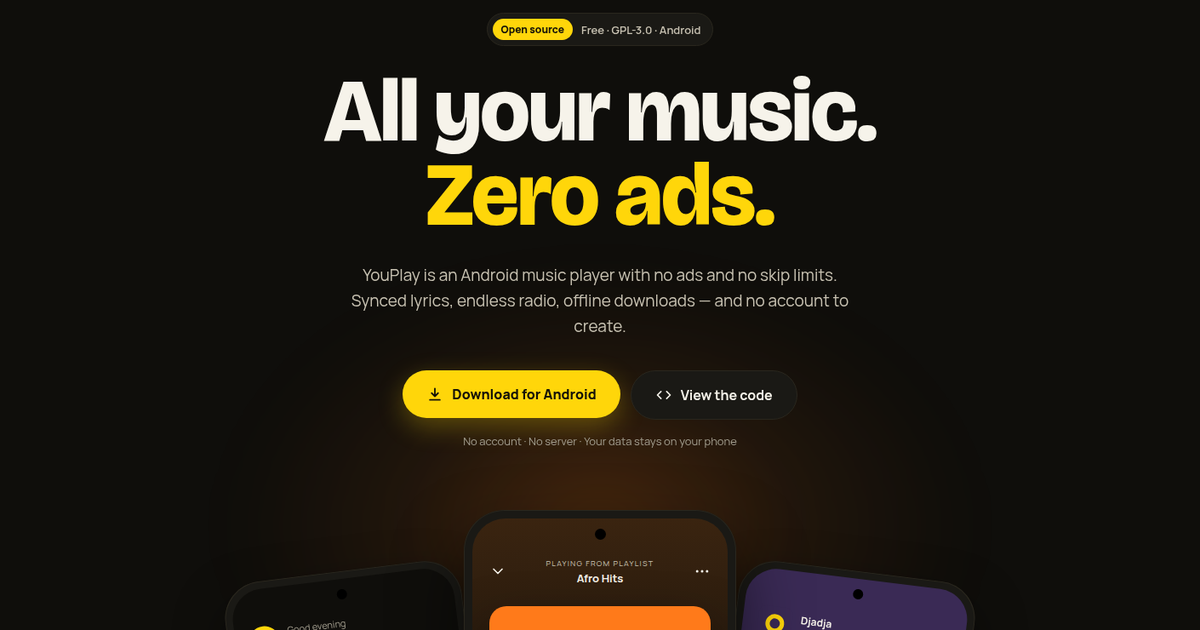 Open source Free · GPL-3.0 · Android
All your music.
Zero ads.
YouPlay is an Android music player with no ads and no skip limits.
Synced lyrics, endless radio, offline downloads — and no account to
create.
Download for Android
View the code
No account · No server · Your data stays on your phone
PLAYING FROM PLAYLIST
Afro Hits
Good evening
Djadja